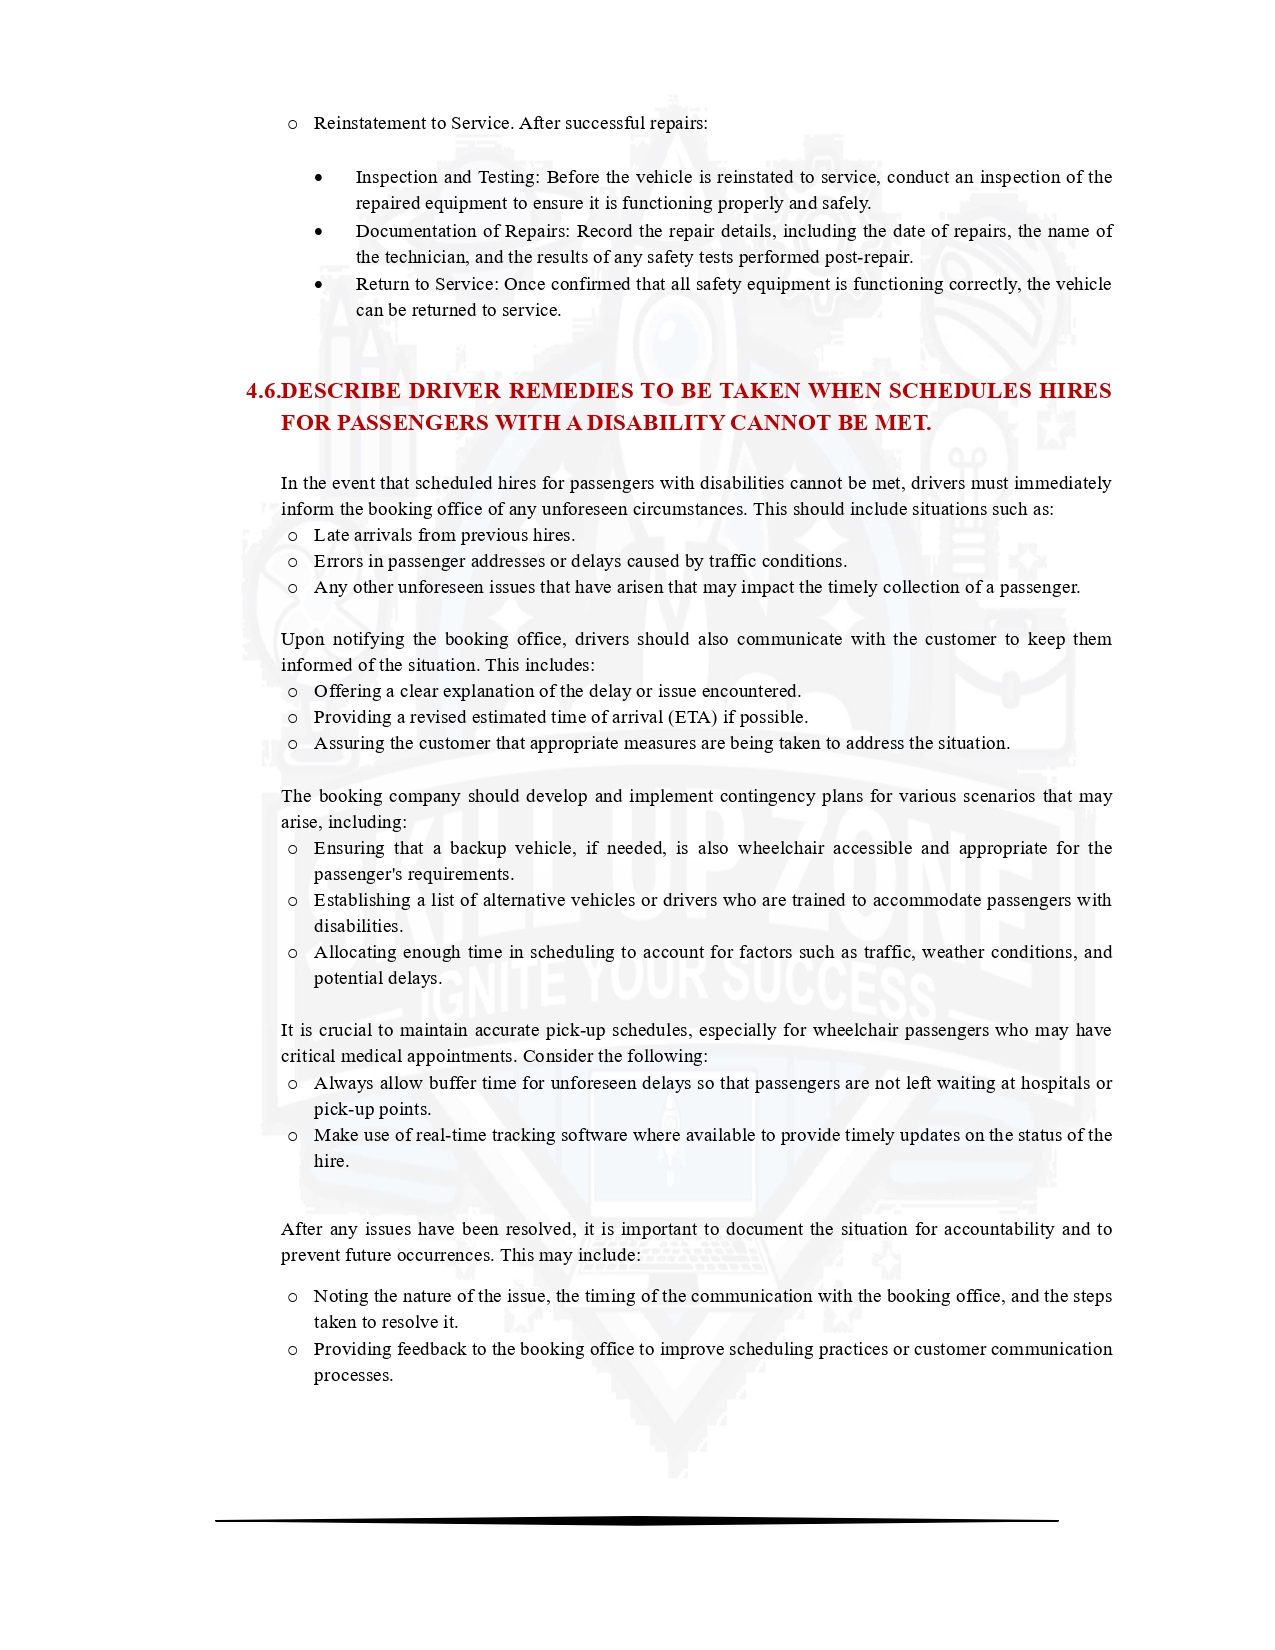 o Reinstatement to Service. After successful repairs:
• Inspection and Testing: Before the vehicle is reinstated to service, conduct an inspection of the
repaired equipment to ensure it is functioning properly and safely.
• Documentation of Repairs: Record the repair details, including the date of repairs, the name of
the technician, and the results of any safety tests performed post-repair.
• Return to Service: Once confirmed that all safety equipment is functioning correctly, the vehicle
can be returned to service.
4.6.DESCRIBE DRIVER REMEDIES TO BE TAKEN WHEN SCHEDULES HIRES
FOR PASSENGERS WITH A DISABILITY CANNOT BE MET.
In the event that scheduled hires for passengers with disabilities cannot be met, drivers must immediately
inform the booking office of any unforeseen circumstances. This should include situations such as:
o Late arrivals from previous hires.
o Errors in passenger addresses or delays caused by traffic conditions.
o Any other unforeseen issues that have arisen that may impact the timely collection of a passenger.
Upon notifying the booking office, drivers should also communicate with the customer to keep them
informed of the situation. This includes:
o Offering a clear explanation of the delay or issue encountered.
o Providing a revised estimated time of arrival (ETA) if possible.
o Assuring the customer that appropriate measures are being taken to address the situation.
The booking company should develop and implement contingency plans for various scenarios that may
arise, including:
o Ensuring that a backup vehicle, if needed, is also wheelchair accessible and appropriate for the
passenger's requirements.
o Establishing a list of alternative vehicles or drivers who are trained to accommodate passengers with
disabilities.
o Allocating enough time in scheduling to account for factors such as traffic, weather conditions, and
potential delays.
It is crucial to maintain accurate pick-up schedules, especially for wheelchair passengers who may have
critical medical appointments. Consider the following:
o Always allow buffer time for unforeseen delays so that passengers are not left waiting at hospitals or
pick-up points.
o Make use of real-time tracking software where available to provide timely updates on the status of the
hire.
After any issues have been resolved, it is important to document the situation for accountability and to
prevent future occurrences. This may include:
o Noting the nature of the issue, the timing of the communication with the booking office, and the steps
taken to resolve it.
o Providing feedback to the booking office to improve scheduling practices or customer communication
processes.
SKILL UP ZONE
IGNITE YOUR SUCCESS